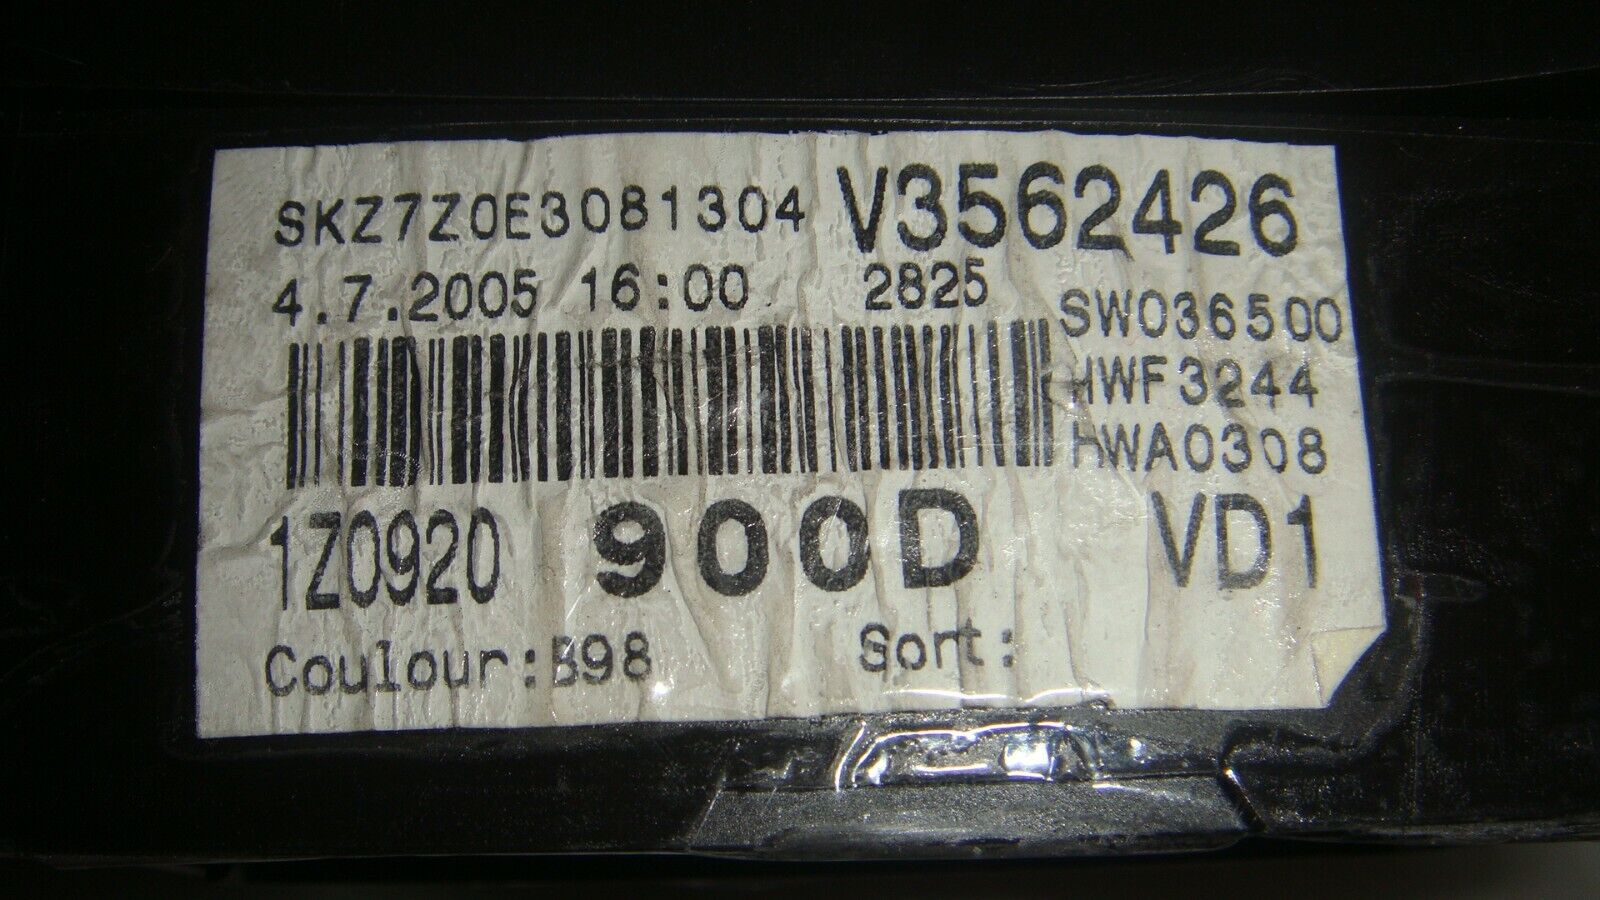 SKZ7Z0E3081304 V3562426
4.7.2005 16:00 2825
SW036500
HWF3244
HWA0308
1Z0920 900D VD1
Coulour:B98 Sort: